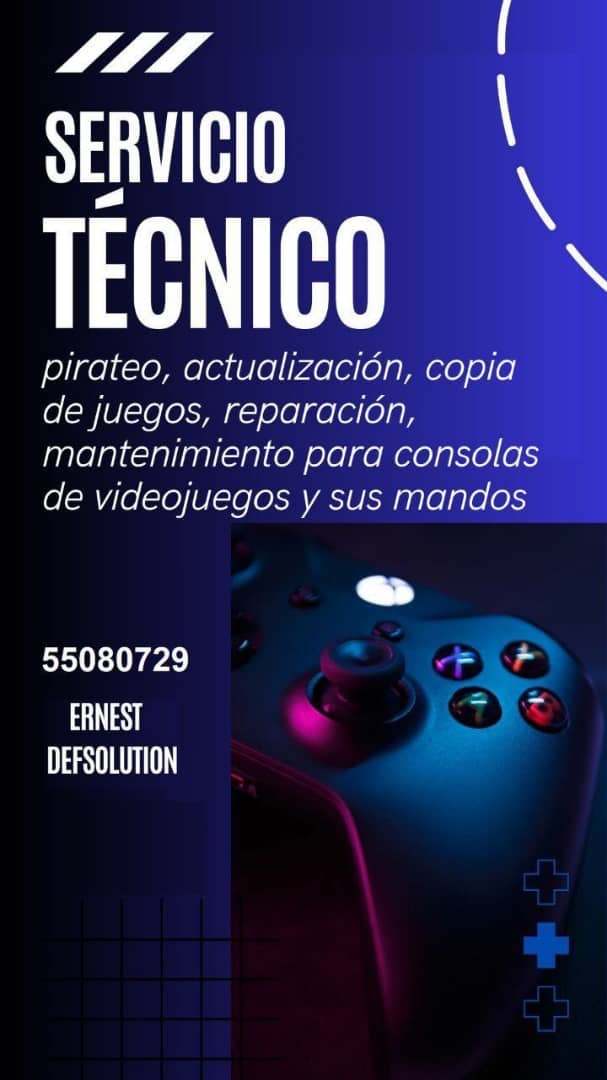 SERVICIO
TÉCNICO
pirateo, actualización, copia
de juegos, reparación,
mantenimiento para consolas
de videojuegos y sus mandos
55080729
ERNEST
DEFSOLUTION